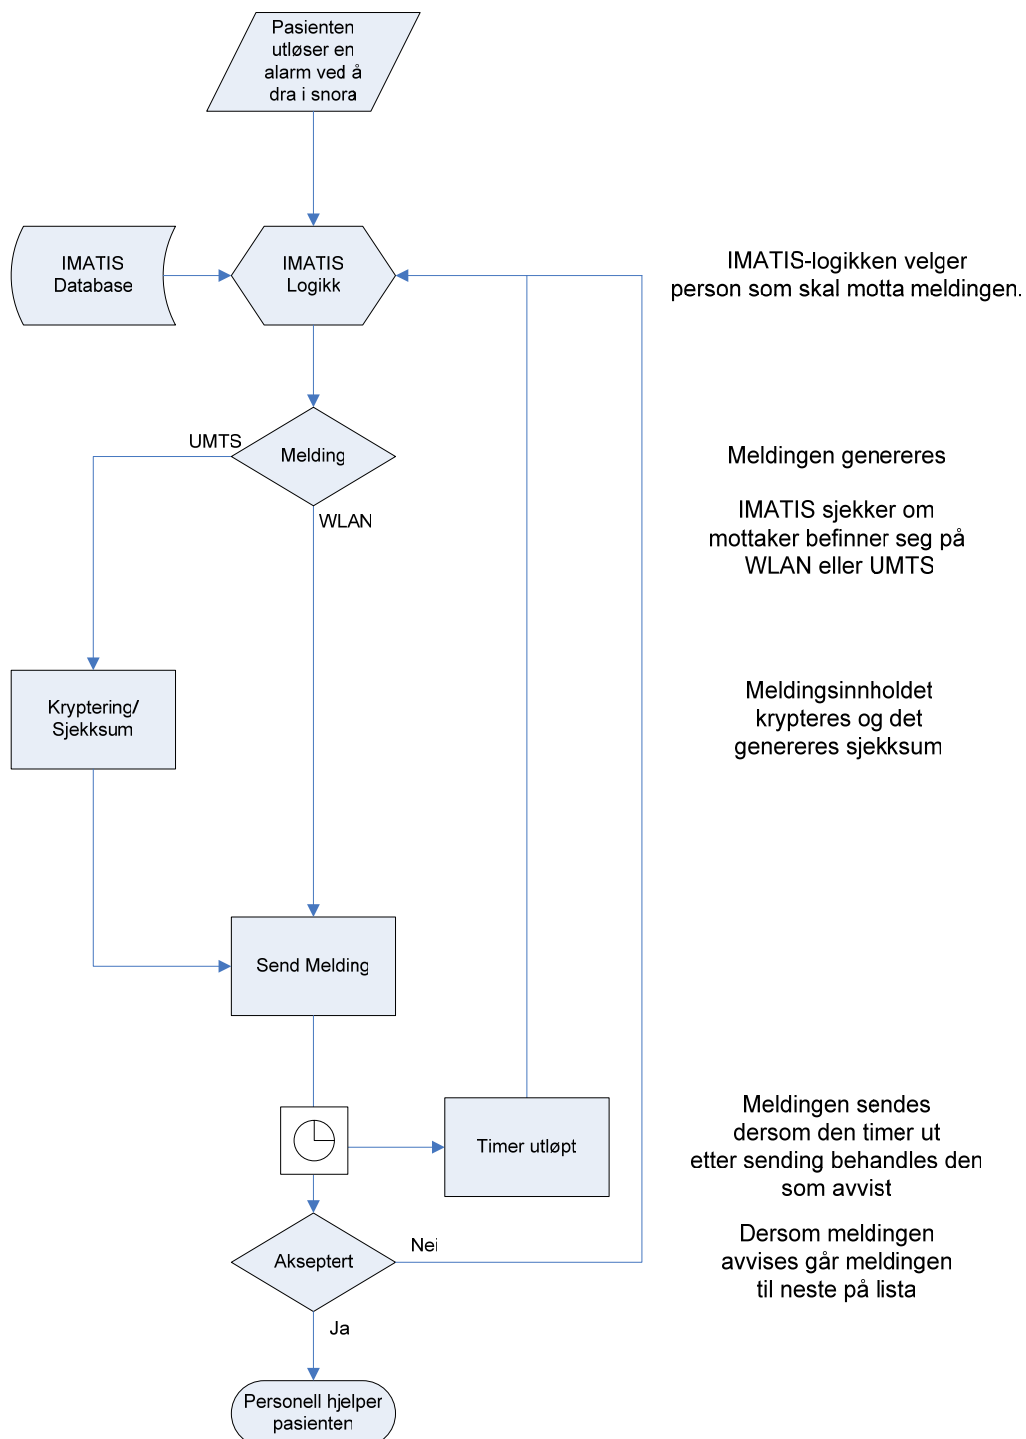 Pasienten
utløser en
alarm ved å
dra i snora
IMATIS
Database
IMATIS
Logikk
IMATIS-logikken velger
person som skal motta meldingen.
UMTS
Melding
WLAN
Meldingen genereres
IMATIS sjekker om
mottaker befinner seg på
WLAN eller UMTS
Kryptering/
Sjekksum
Meldingsinnholdet
krypteres og det
genereres sjekksum
Send Melding
Timer utløpt
Meldingen sendes
dersom den timer ut
etter sending behandles den
som avvist
Akseptert
Nei
Dersom meldingen
avvises går meldingen
til neste på lista
Ja
Personell hjelper
pasienten